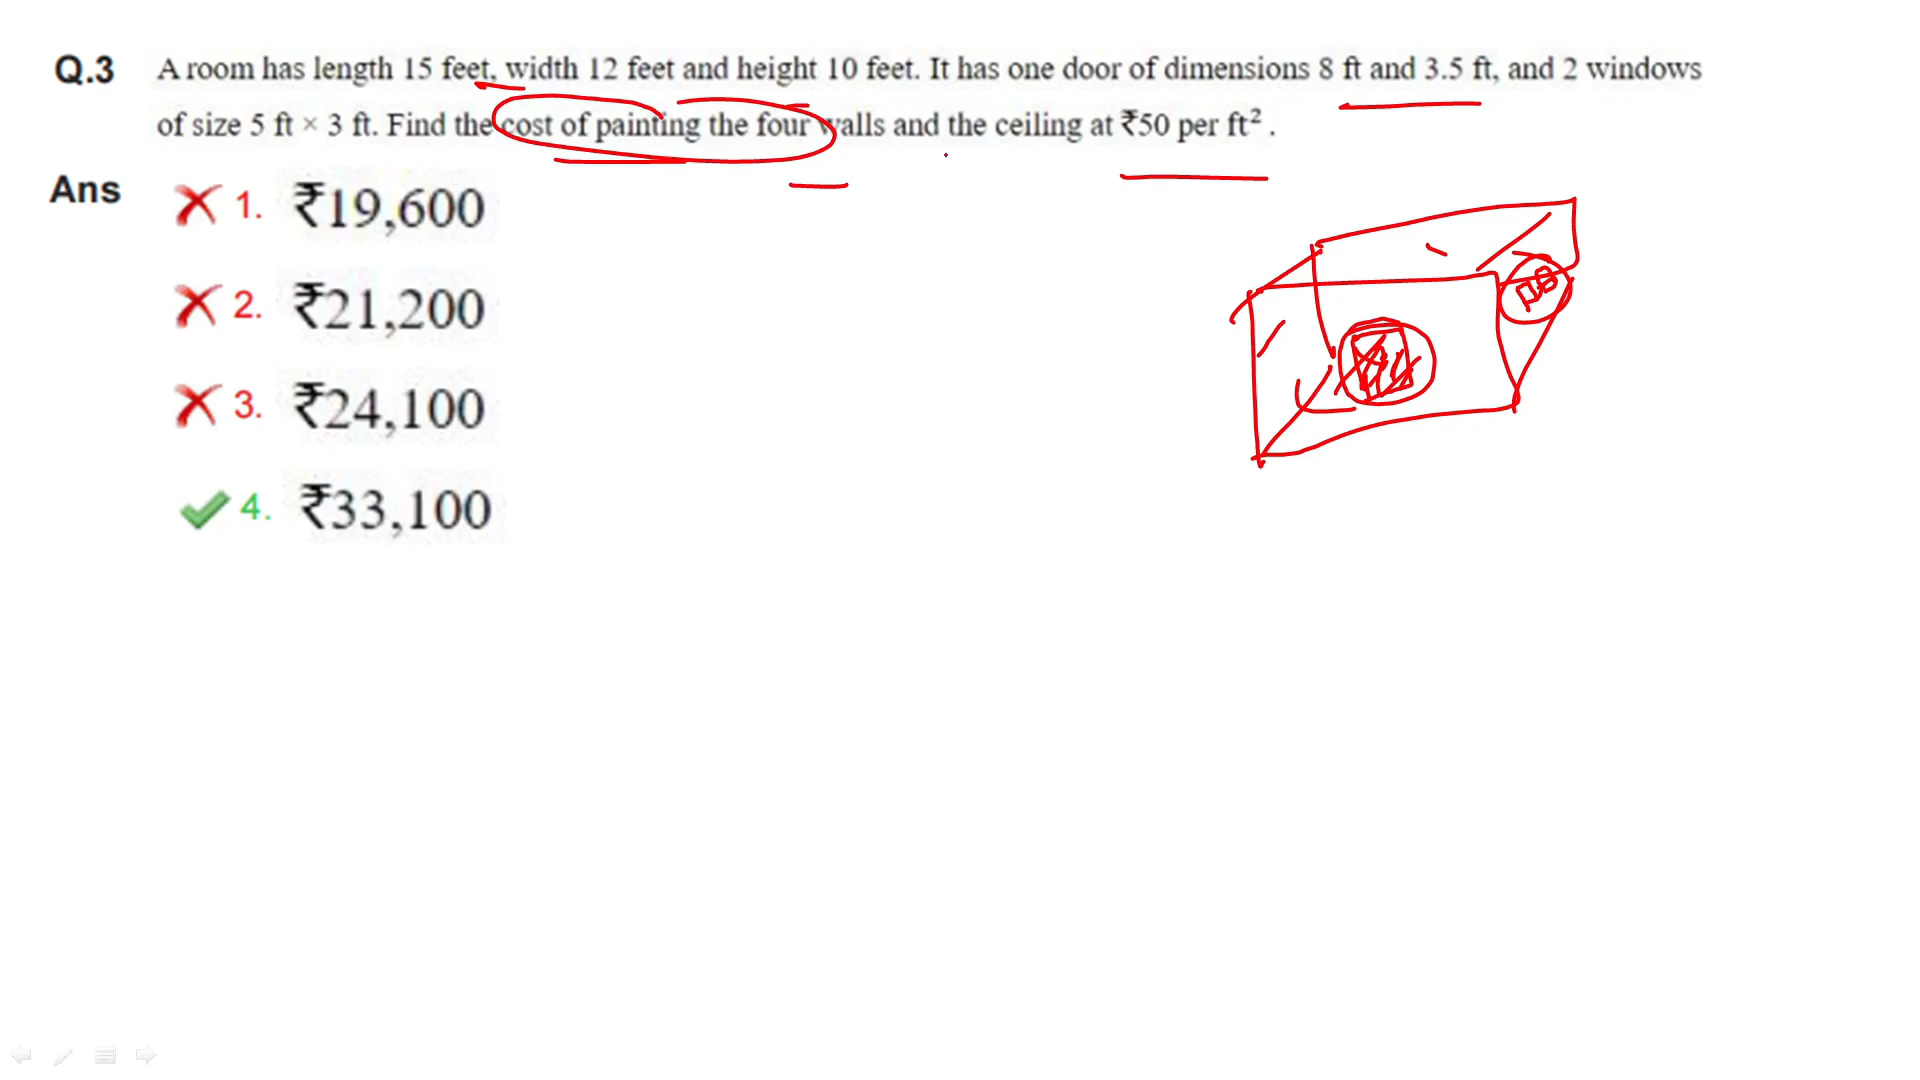 Q.3 A room has length 15 feet, width 12 feet and height 10 feet. It has one door of dimensions 8 ft and 3.5 ft, and 2 windows
of size 5 ft × 3 ft. Find the cost of painting the four walls and the ceiling at ₹50 per ft².
Ans 1. ₹19,600
2. ₹21,200
3. ₹24,100
4. ₹33,100